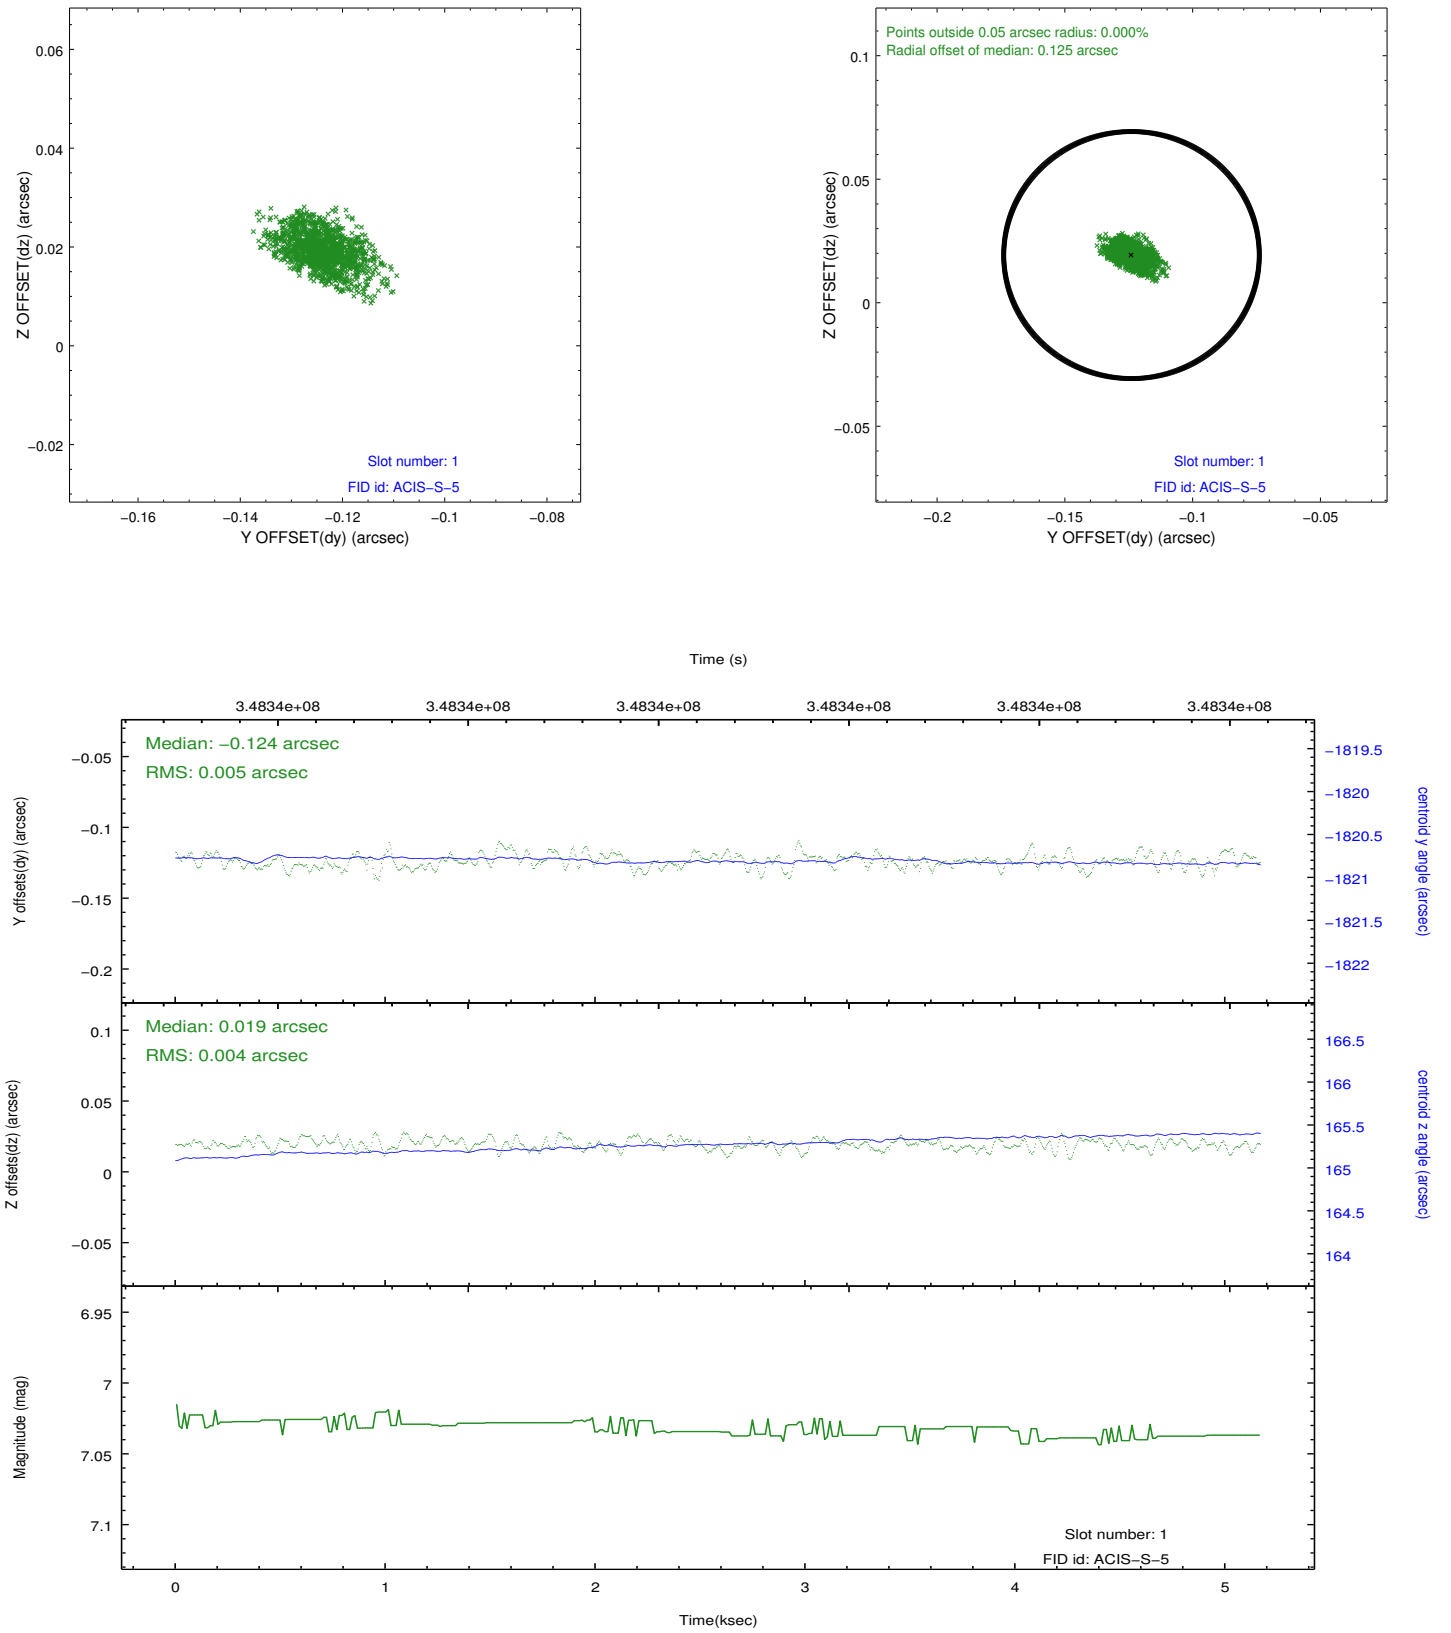 0.06
0.04
0.02
0
−0.02
Z OFFSET(dz) (arcsec)
Slot number: 1
FID id: ACIS−S−5
−0.16 −0.14 −0.12 −0.1 −0.08
Y OFFSET(dy) (arcsec)
Points outside 0.05 arcsec radius: 0.000%
Radial offset of median: 0.125 arcsec
0.1
0.05
0
−0.05
Z OFFSET(dz) (arcsec)
Slot number: 1
FID id: ACIS−S−5
−0.2 −0.15 −0.1 −0.05
Y OFFSET(dy) (arcsec)
Time (s)
3.4834e+08 3.4834e+08 3.4834e+08 3.4834e+08 3.4834e+08 3.4834e+08
Median: −0.124 arcsec
RMS: 0.005 arcsec
−0.05
−0.1
−0.15
−0.2
Y offsets(dy) (arcsec)
−1819.5
−1820
−1820.5
−1821
−1821.5
−1822
centroid y angle (arcsec)
Median: 0.019 arcsec
RMS: 0.004 arcsec
0.1
0.05
0
−0.05
Z offsets(dz) (arcsec)
166.5
166
165.5
165
164.5
164
centroid z angle (arcsec)
6.95
7
7.05
7.1
Magnitude (mag)
Slot number: 1
FID id: ACIS−S−5
0 1 2 3 4 5
Time(ksec)